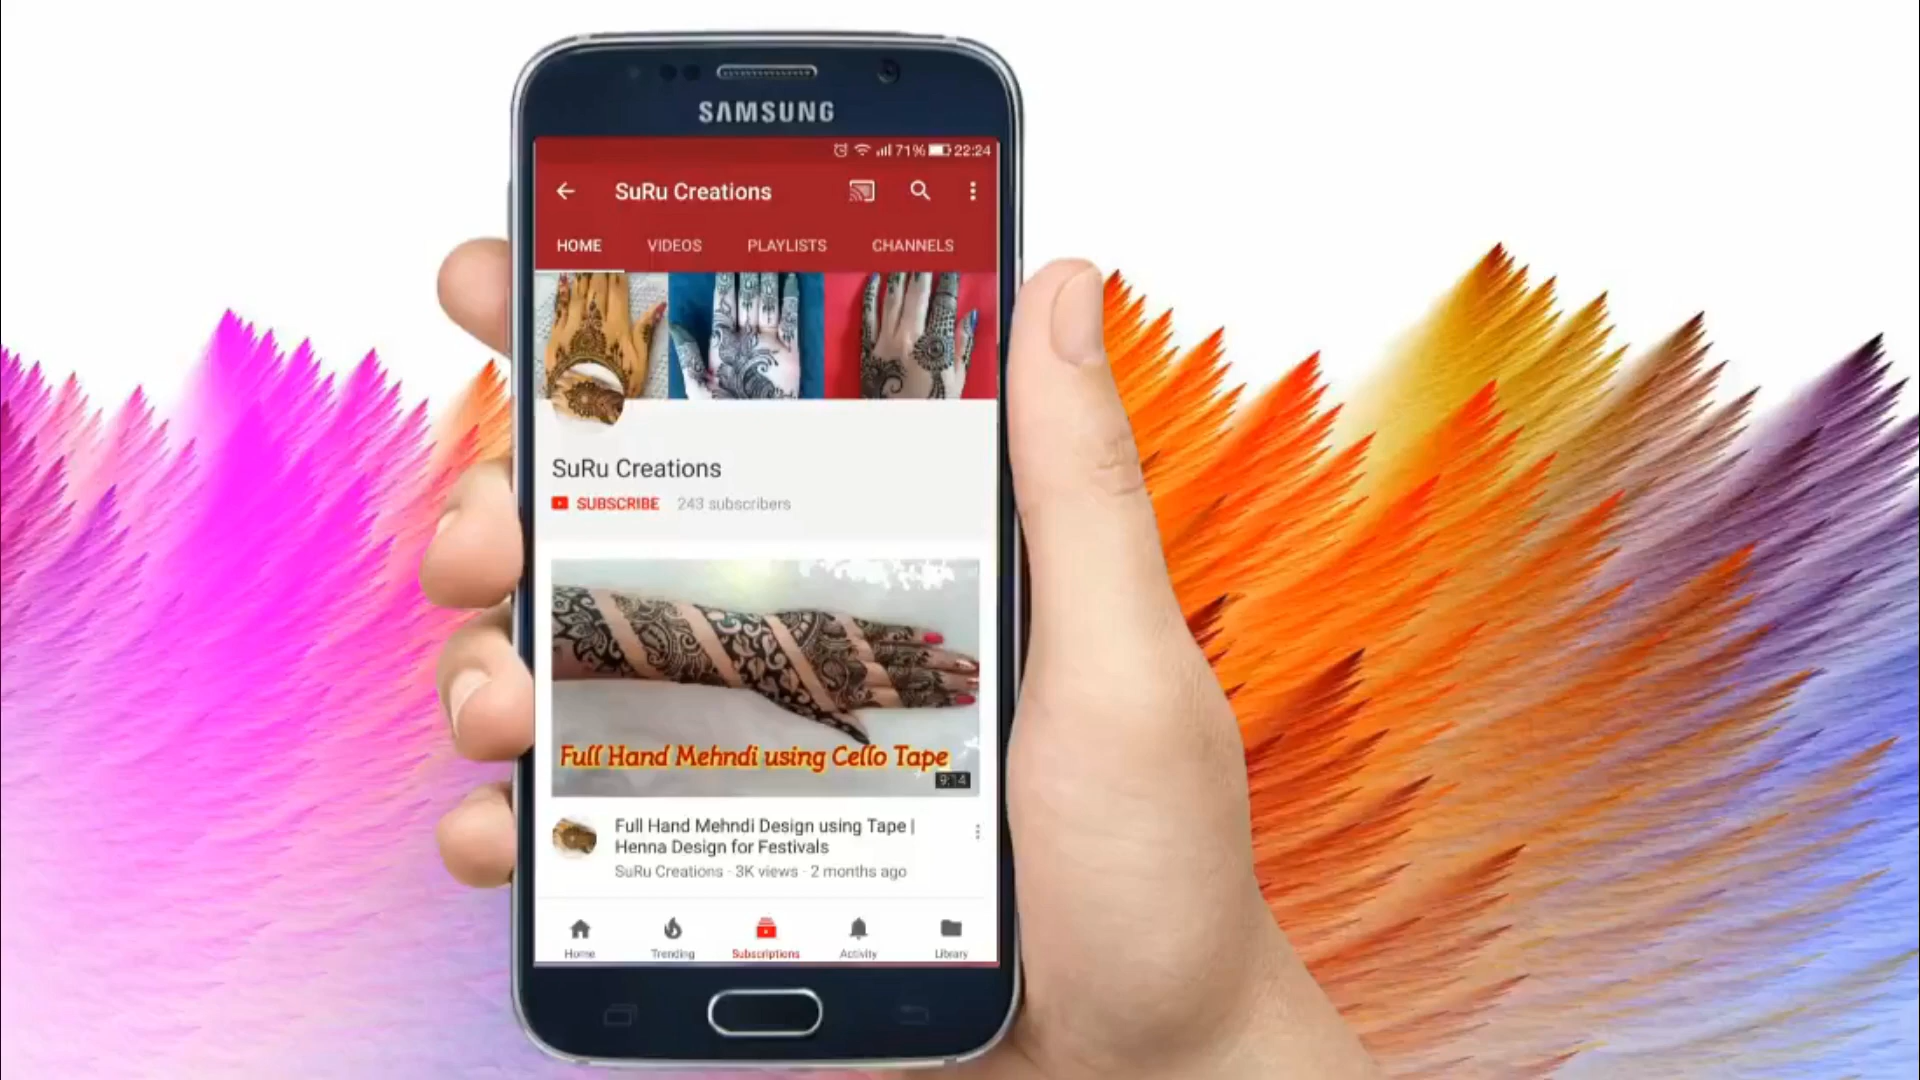 SAMSUNG
71% 22:24
SuRu Creations
HOME VIDEOS PLAYLISTS CHANNELS
SuRu Creations
SUBSCRIBE 243 subscribers
Full Hand Mehndi using Cello Tape
9:14
Full Hand Mehndi Design using Tape |
Henna Design for Festivals
SuRu Creations · 3K views · 2 months ago
Home Trending Subscriptions Activity Library